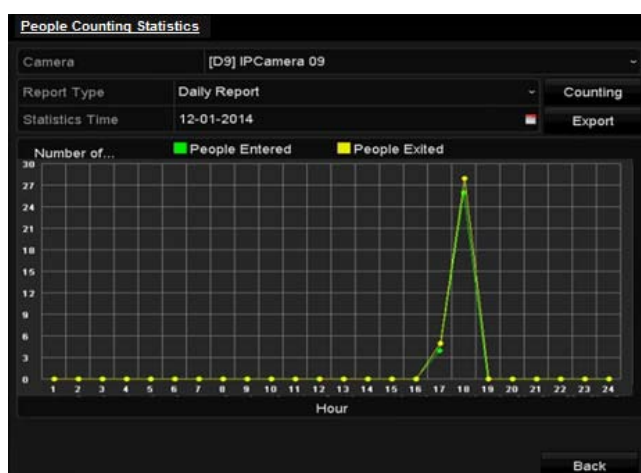 People Counting Statistics
Camera [D9] IPCamera 09
Report Type Daily Report Counting
Statistics Time 12-01-2014 Export
Number of... People Entered People Exited
30
27
24
21
18
15
12
9
6
3
0
1 2 3 4 5 6 7 8 9 10 11 12 13 14 15 16 17 18 19 20 21 22 23 24
Hour
Back